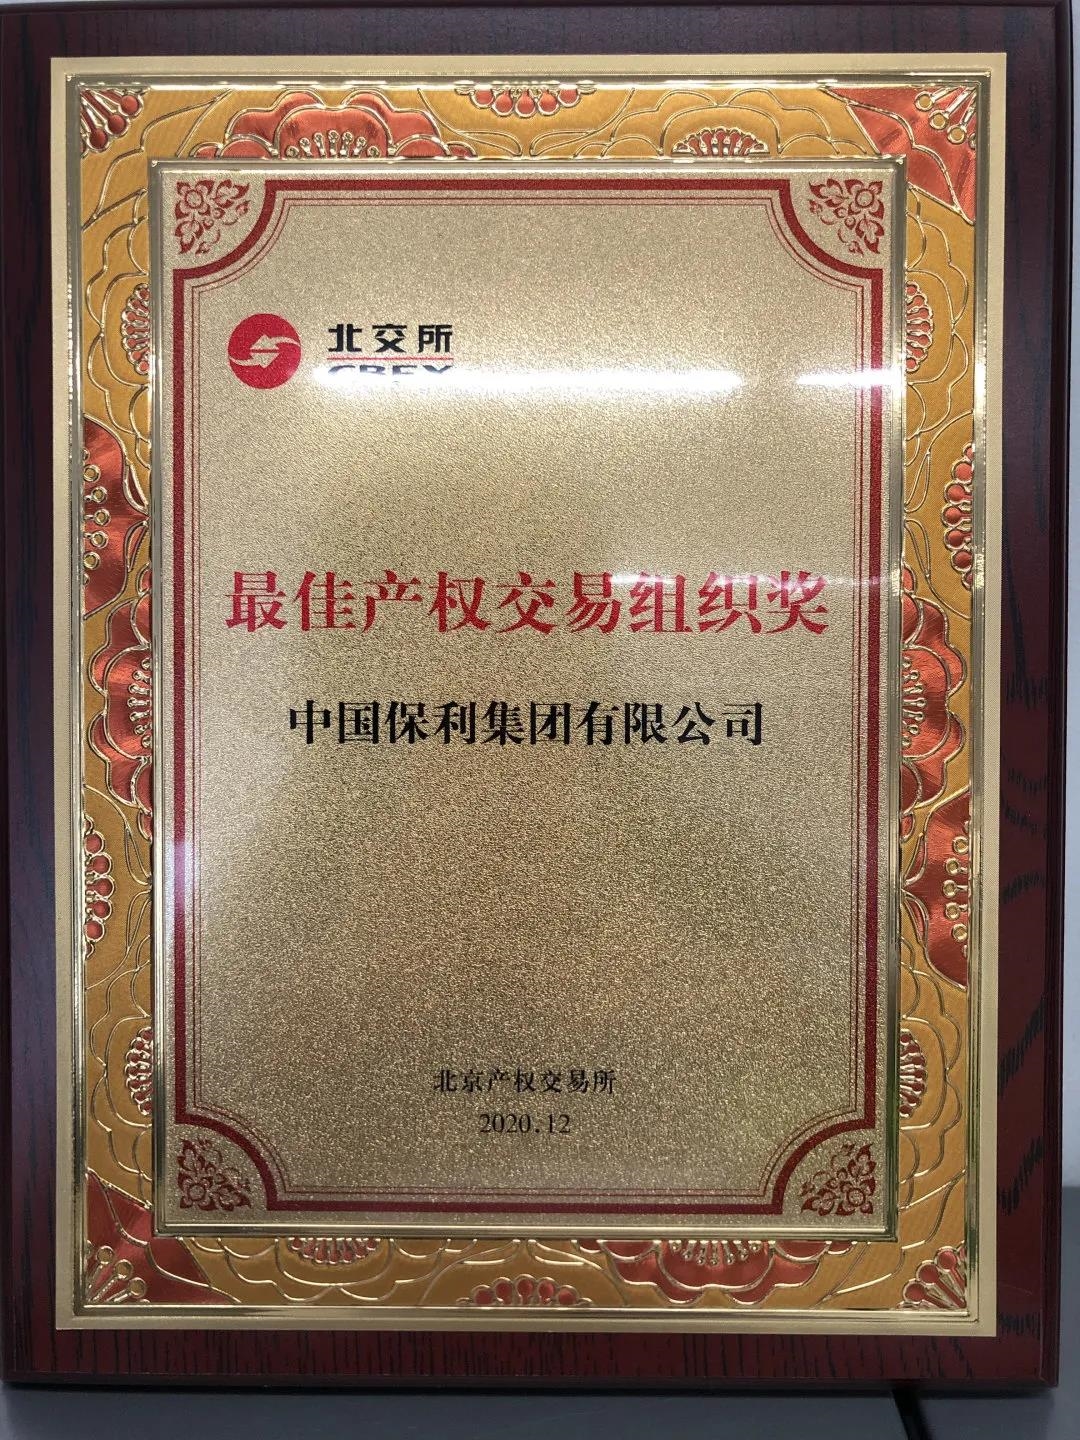 北交所
CBEX
最佳产权交易组织奖
中国保利集团有限公司
北京产权交易所
2020.12